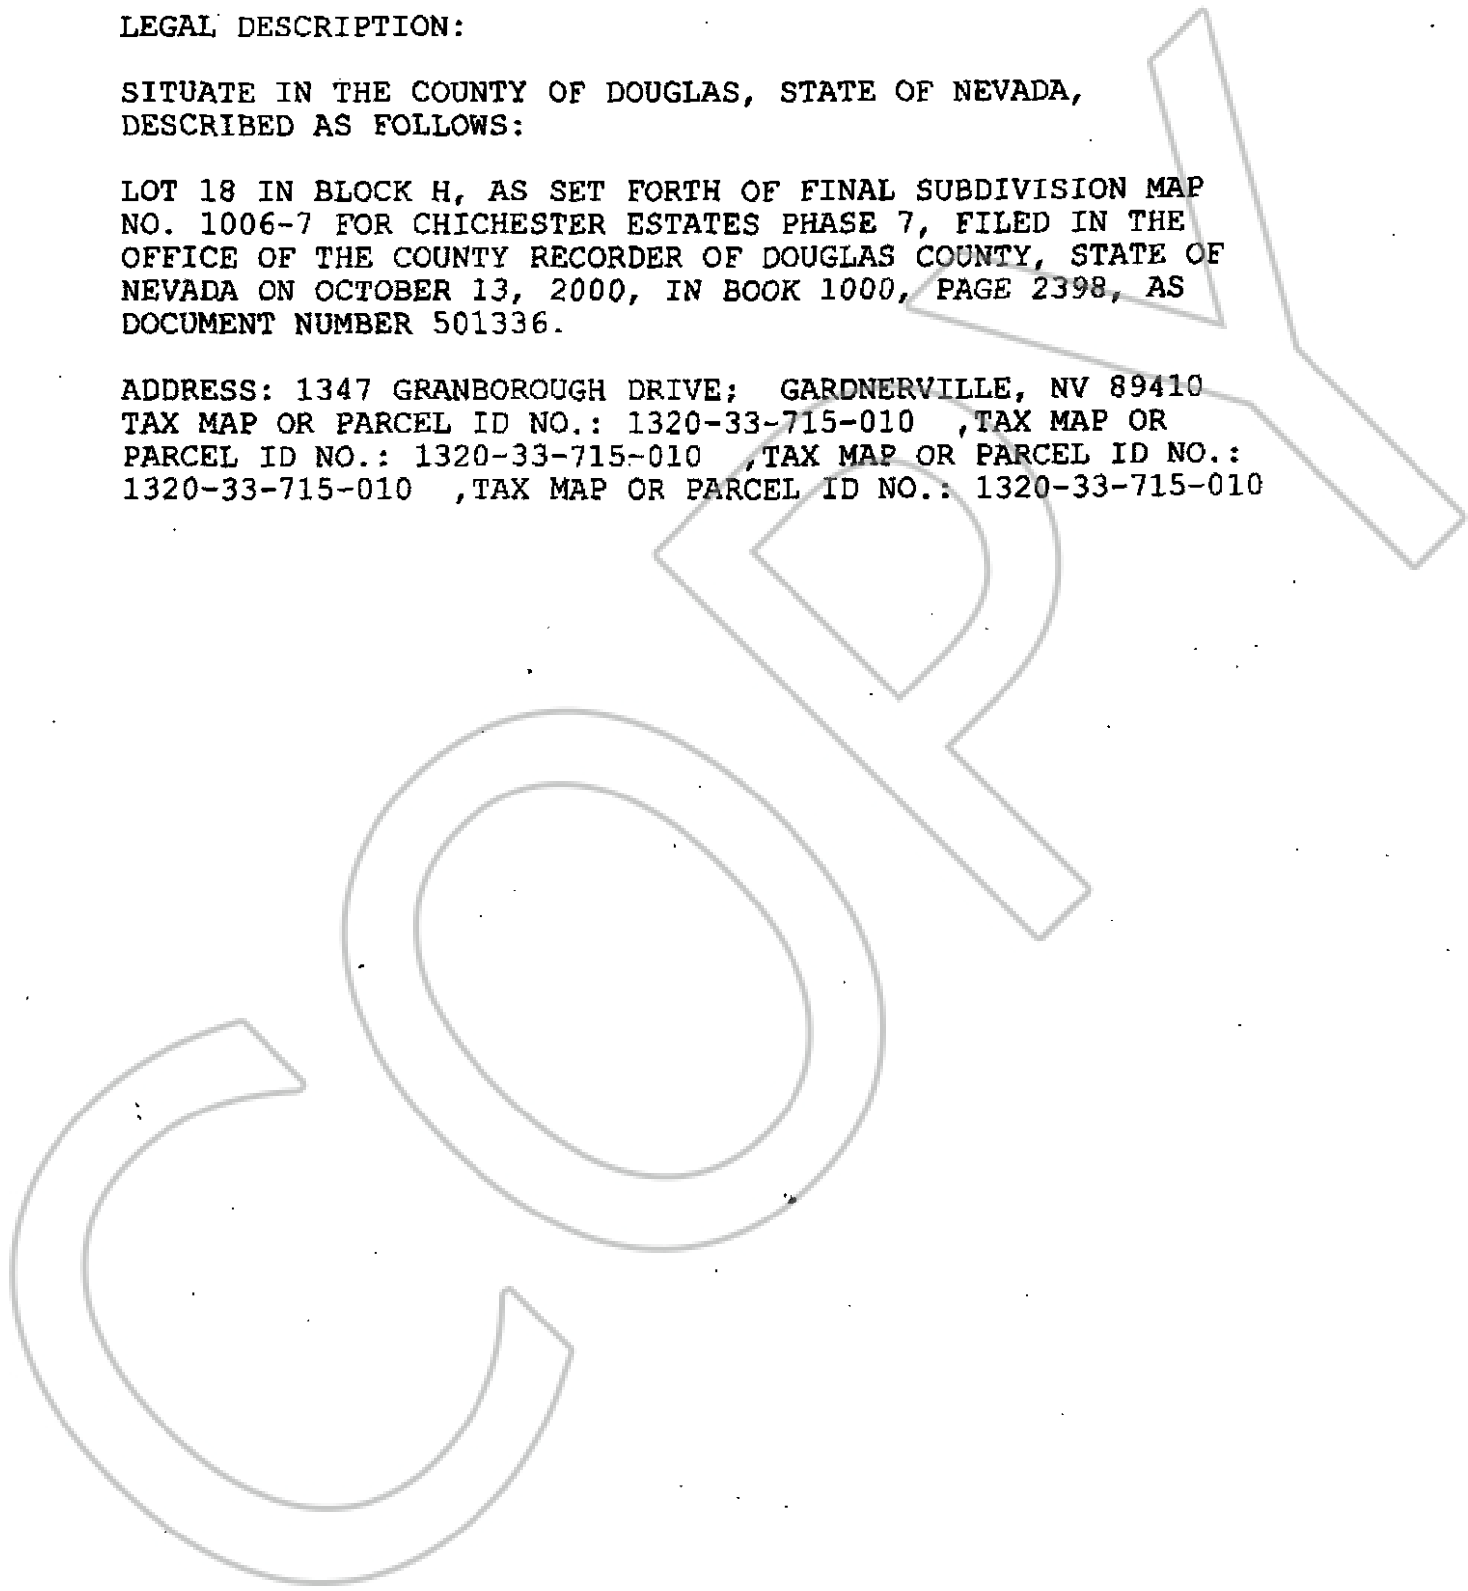 LEGAL DESCRIPTION:
SITUATE IN THE COUNTY OF DOUGLAS, STATE OF NEVADA,
DESCRIBED AS FOLLOWS:
LOT 18 IN BLOCK H, AS SET FORTH OF FINAL SUBDIVISION MAP
NO. 1006-7 FOR CHICHESTER ESTATES PHASE 7, FILED IN THE
OFFICE OF THE COUNTY RECORDER OF DOUGLAS COUNTY, STATE OF
NEVADA ON OCTOBER 13, 2000, IN BOOK 1000, PAGE 2398, AS
DOCUMENT NUMBER 501336.
ADDRESS: 1347 GRANBOROUGH DRIVE; GARDNERVILLE, NV 89410
TAX MAP OR PARCEL ID NO.: 1320-33-715-010 ,TAX MAP OR
PARCEL ID NO.: 1320-33-715-010 ,TAX MAP OR PARCEL ID NO.:
1320-33-715-010 ,TAX MAP OR PARCEL ID NO.: 1320-33-715-010
COPY